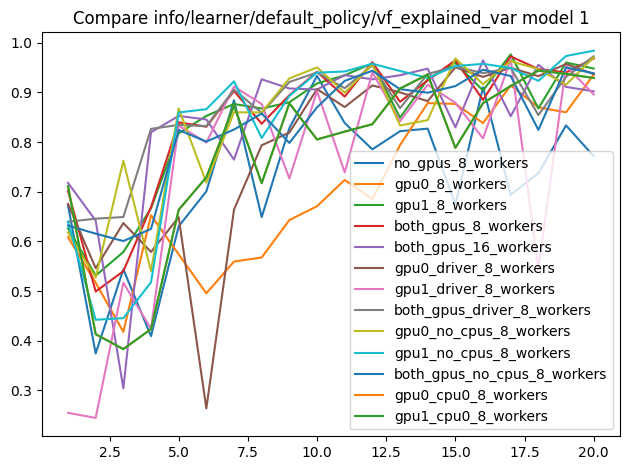 Compare info/learner/default_policy/vf_explained_var model 1
1.0
0.9
0.8
0.7
0.6
0.5
0.4
0.3
no_gpus_8_workers
gpu0_8_workers
gpu1_8_workers
both_gpus_8_workers
both_gpus_16_workers
gpu0_driver_8_workers
gpu1_driver_8_workers
both_gpus_driver_8_workers
gpu0_no_cpus_8_workers
gpu1_no_cpus_8_workers
both_gpus_no_cpus_8_workers
gpu0_cpu0_8_workers
gpu1_cpu0_8_workers
2.5 5.0 7.5 10.0 12.5 15.0 17.5 20.0